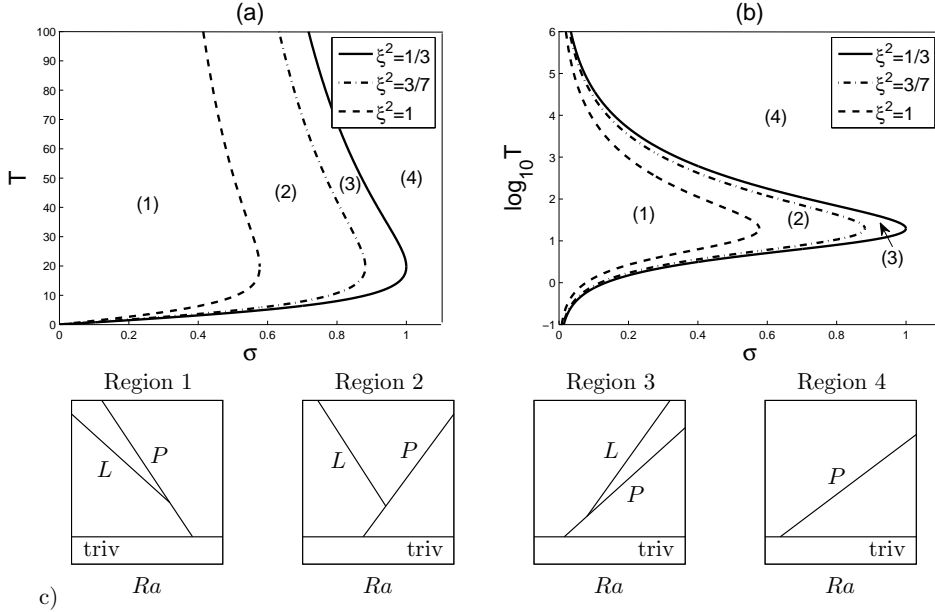 (a)
T
100
90
80
70
60
50
40
30
20
10
0
0
0.2
0.4
0.6
0.8
1
σ
ξ²=1/3
ξ²=3/7
ξ²=1
(1)
(2)
(3)
(4)
(b)
log₁₀T
6
5
4
3
2
1
0
−1
0.2
0.4
0.6
0.8
1
σ
ξ²=1/3
ξ²=3/7
ξ²=1
(4)
(1)
(2)
(3)
Region 1
L
P
triv
Ra
Region 2
L
P
triv
Ra
Region 3
L
P
triv
Ra
Region 4
P
triv
Ra
c)